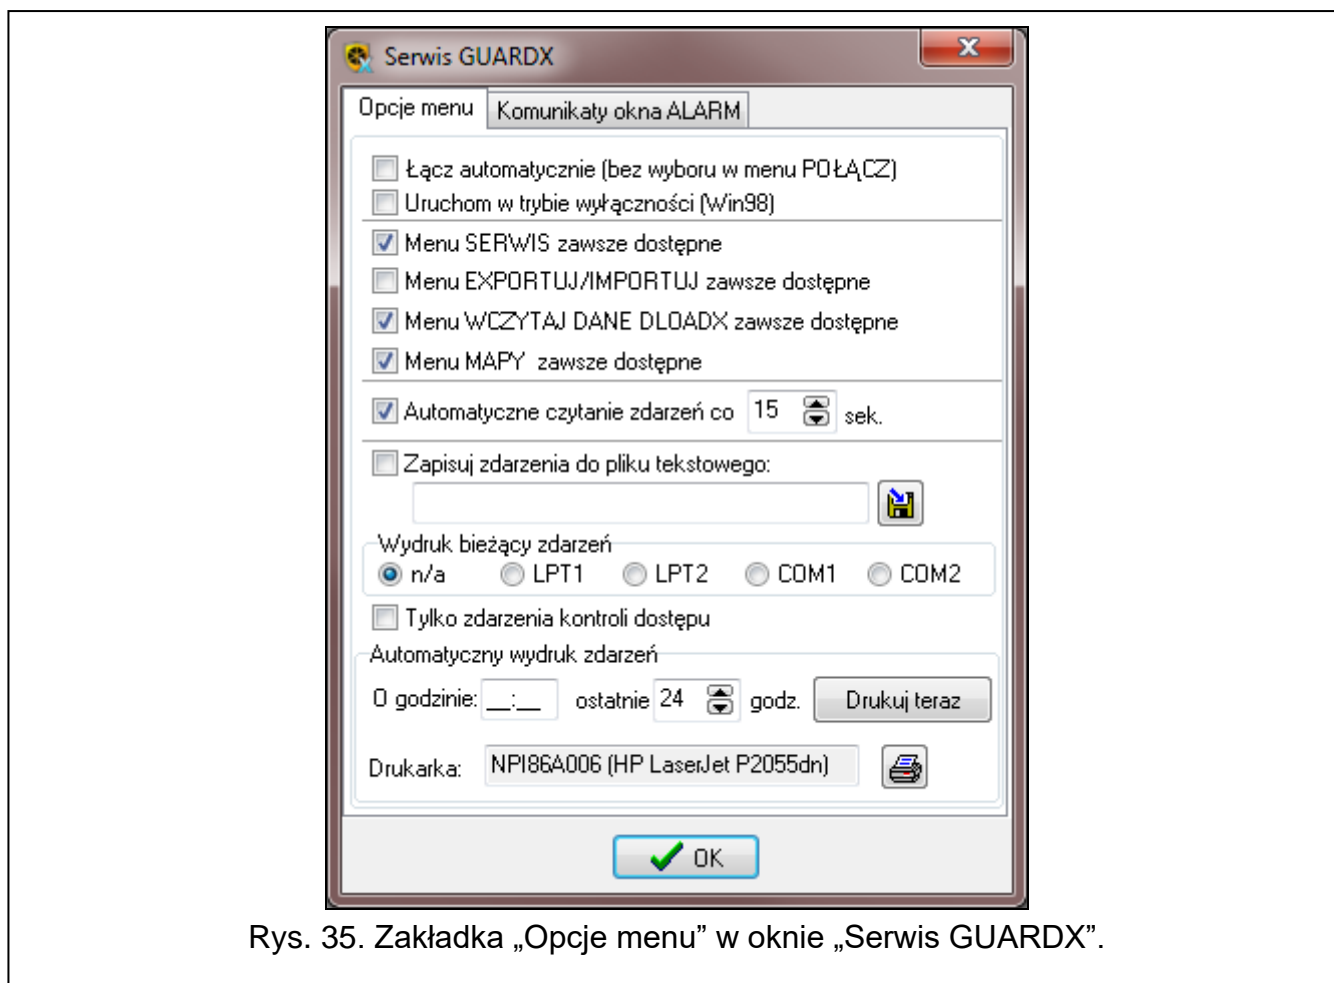 Serwis GUARDX
Opcje menu Komunikaty okna ALARM
Łącz automatycznie (bez wyboru w menu POŁĄCZ)
Uruchom w trybie wyłączności (Win98)
Menu SERWIS zawsze dostępne
Menu EXPORTUJ/IMPORTUJ zawsze dostępne
Menu WCZYTAJ DANE DLOADX zawsze dostępne
Menu MAPY zawsze dostępne
Automatyczne czytanie zdarzeń co 15 sek.
Zapisuj zdarzenia do pliku tekstowego:
Wydruk bieżący zdarzeń
n/a LPT1 LPT2 COM1 COM2
Tylko zdarzenia kontroli dostępu
Automatyczny wydruk zdarzeń
O godzinie: __:__ ostatnie 24 godz. Drukuj teraz
Drukarka: NPI86A006 (HP LaserJet P2055dn)
OK
Rys. 35. Zakładka „Opcje menu” w oknie „Serwis GUARDX”.